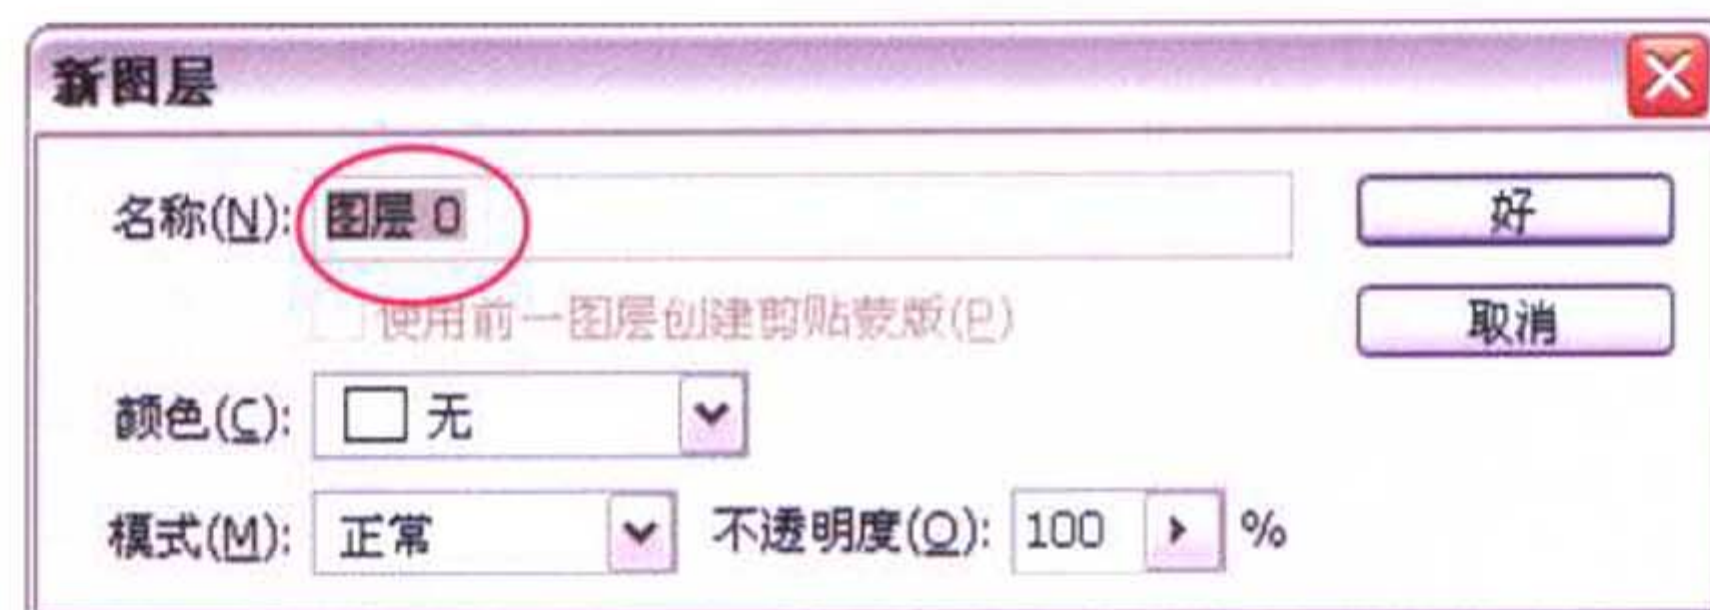 新图层
名称(N): 图层 0 好
使用前一图层创建剪贴蒙版(P) 取消
颜色(C): 无
模式(M): 正常 不透明度(O): 100 %